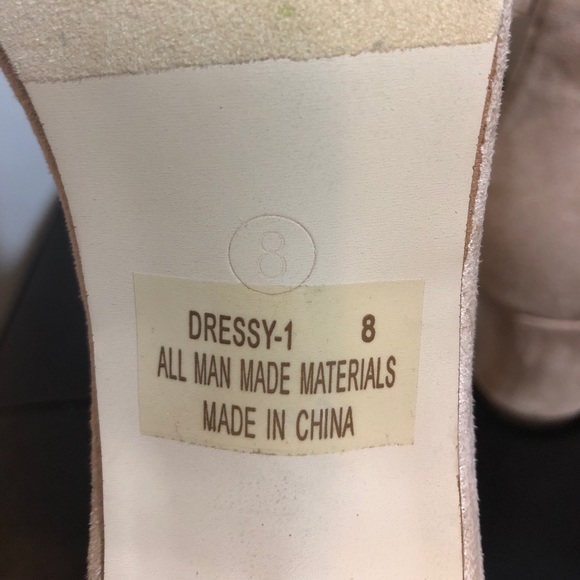 8
DRESSY-1 8
ALL MAN MADE MATERIALS
MADE IN CHINA